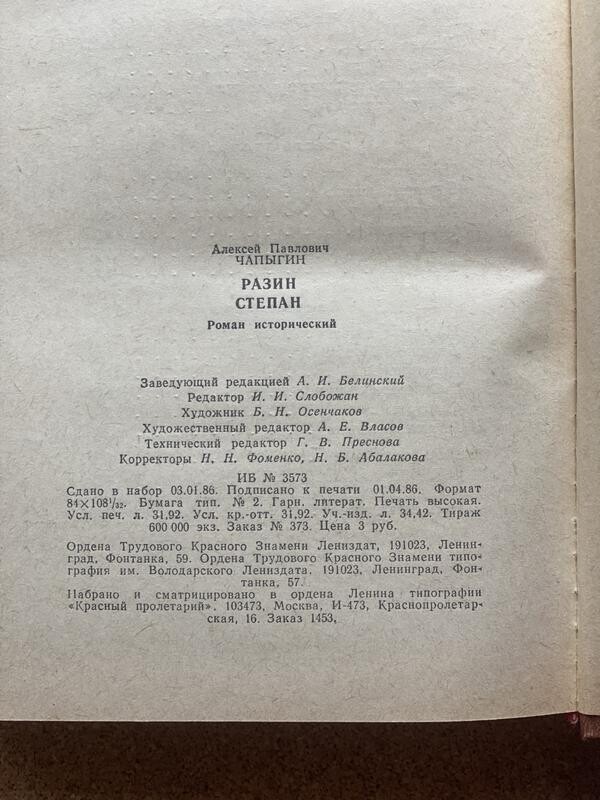 Алексей Павлович
ЧАПЫГИН
РАЗИН
СТЕПАН
Роман исторический
Заведующий редакцией А. И. Белинский
Редактор И. И. Слобожан
Художник Б. Н. Осенчаков
Художественный редактор А. Е. Власов
Технический редактор Г. В. Преснова
Корректоры Н. Н. Фоменко, Н. Б. Абалакова
ИБ № 3573
Сдано в набор 03.01.86. Подписано к печати 01.04.86. Формат
84×108¹/₃₂. Бумага тип. № 2. Гарн. литерат. Печать высокая.
Усл. печ. л. 31,92. Усл. кр.-отт. 31,92. Уч.-изд. л. 34,42. Тираж
600 000 экз. Заказ № 373. Цена 3 руб.
Ордена Трудового Красного Знамени Лениздат, 191023, Ленин-
град, Фонтанка, 59. Ордена Трудового Красного Знамени типо-
графия им. Володарского Лениздата. 191023, Ленинград, Фон-
танка, 57.
Набрано и сматрицировано в ордена Ленина типографии
«Красный пролетарий». 103473, Москва, И-473, Краснопролетар-
ская, 16. Заказ 1453,